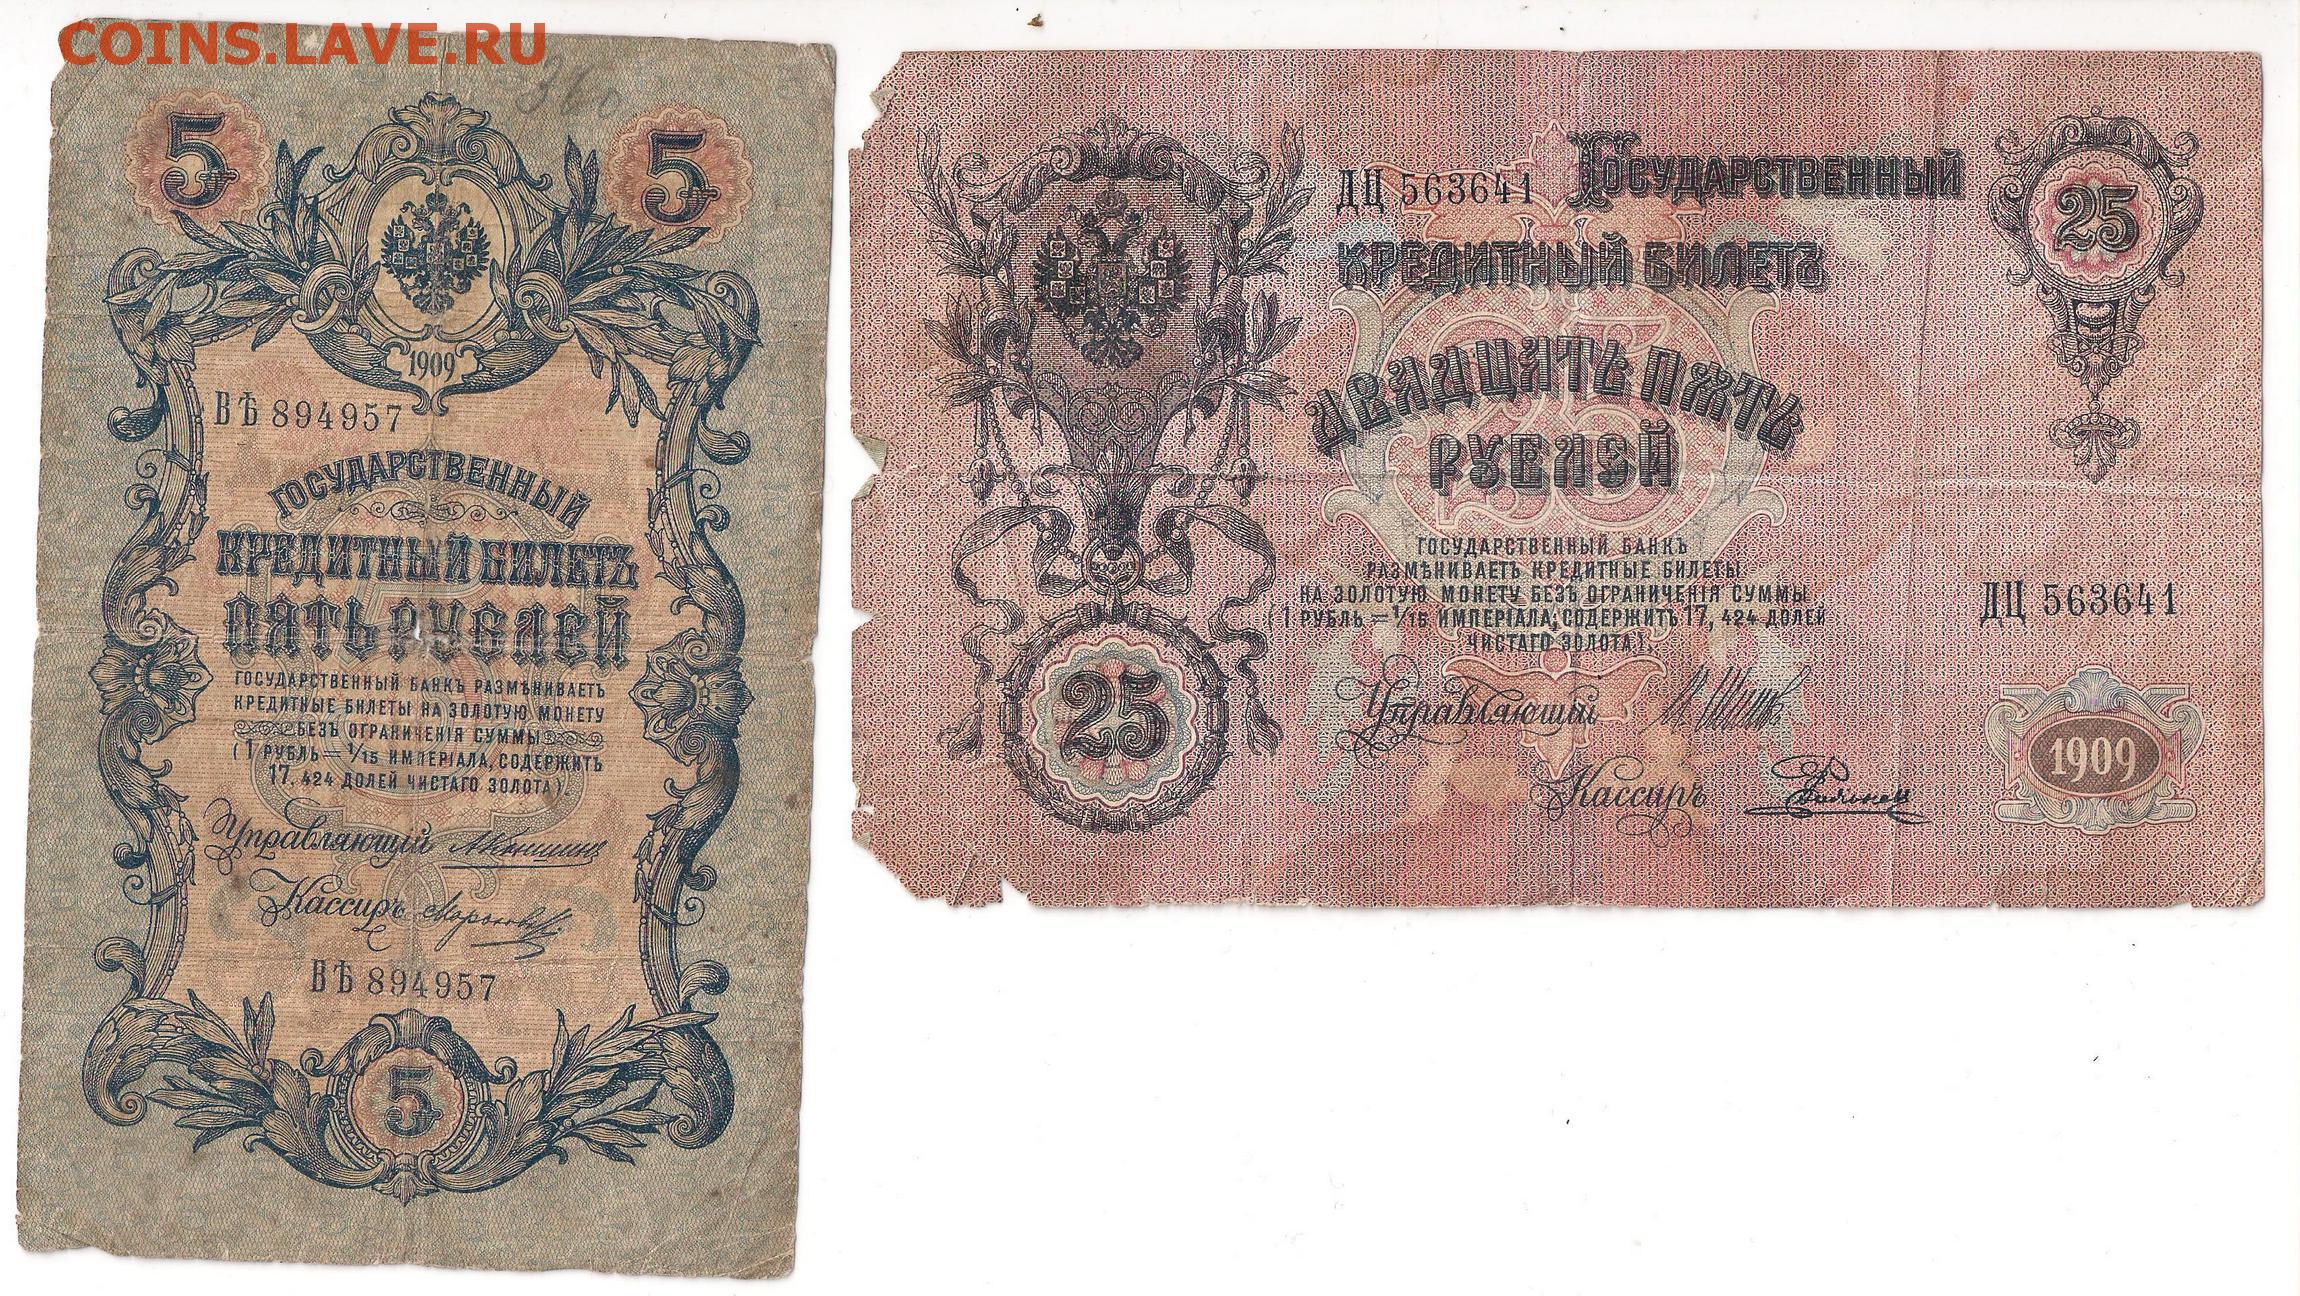 COINS.LAVE.RU
360
5
5
1909
ВѢ 894957
ГОСУДАРСТВЕННЫЙ
КРЕДИТНЫЙ БИЛЕТЪ
ПЯТЬ РУБЛЕЙ
ГОСУДАРСТВЕННЫЙ БАНКЪ РАЗМѢНИВАЕТЪ
КРЕДИТНЫЕ БИЛЕТЫ НА ЗОЛОТУЮ МОНЕТУ
БЕЗЪ ОГРАНИЧЕНІЯ СУММЫ
(1 РУБЛЬ = 1/15 ИМПЕРІАЛА, СОДЕРЖИТЪ
17,424 ДОЛЕЙ ЧИСТАГО ЗОЛОТА).
Управляющій
Кассиръ
ВѢ 894957
5
ДЦ 563641 ГОСУДАРСТВЕННЫЙ
КРЕДИТНЫЙ БИЛЕТЪ
ДВАДЦАТЬ ПЯТЬ
РУБЛЕЙ
25
ГОСУДАРСТВЕННЫЙ БАНКЪ
РАЗМѢНИВАЕТЪ КРЕДИТНЫЕ БИЛЕТЫ
НА ЗОЛОТУЮ МОНЕТУ БЕЗЪ ОГРАНИЧЕНІЯ СУММЫ
(1 РУБЛЬ = 1/15 ИМПЕРІАЛА, СОДЕРЖИТЪ 17,424 ДОЛЕЙ
ЧИСТАГО ЗОЛОТА).
Управляющій
Кассиръ
25
25
ДЦ 563641
1909